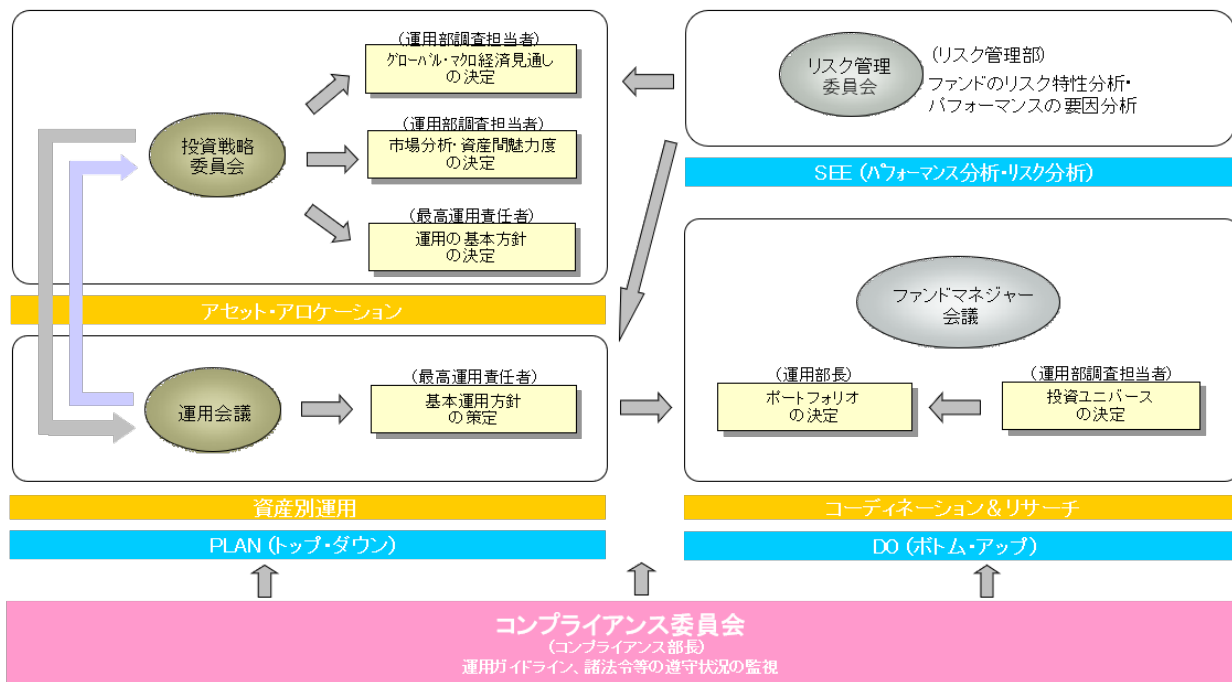 (運用部調査担当者)
グローバル・マクロ経済見通し
の決定
投資戦略
委員会
(運用部調査担当者)
市場分析・資産間魅力度
の決定
(最高運用責任者)
運用の基本方針
の決定
アセット・アロケーション
運用会議
(最高運用責任者)
基本運用方針
の策定
資産別運用
PLAN (トップ・ダウン)
リスク管理
委員会
(リスク管理部)
ファンドのリスク特性分析・
パフォーマンスの要因分析
SEE (パフォーマンス分析・リスク分析)
ファンドマネジャー
会議
(運用部長)
ポートフォリオ
の決定
(運用部調査担当者)
投資ユニバース
の決定
コーディネーション＆リサーチ
DO (ボトム・アップ)
コンプライアンス委員会
(コンプライアンス部長)
運用ガイドライン、諸法令等の遵守状況の監視